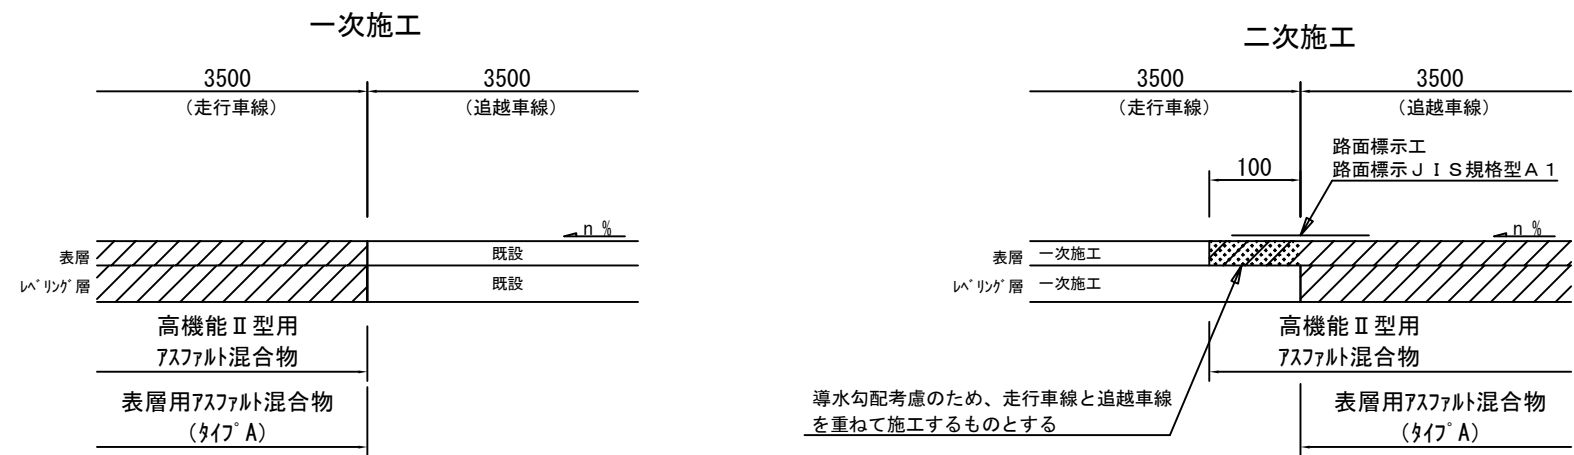 一次施工
3500
3500
(走行車線)
(追越車線)
n %
表層
既設
ﾚﾍﾞﾘﾝｸﾞ層
既設
高機能Ⅱ型用
ｱｽﾌｧﾙﾄ混合物
表層用ｱｽﾌｧﾙﾄ混合物
(ﾀｲﾌﾟA)
二次施工
3500
3500
(走行車線)
(追越車線)
路面標示工
路面標示ＪＩＳ規格型Ａ１
100
n %
表層
一次施工
ﾚﾍﾞﾘﾝｸﾞ層
一次施工
高機能Ⅱ型用
ｱｽﾌｧﾙﾄ混合物
導水勾配考慮のため、走行車線と追越車線
を重ねて施工するものとする
表層用ｱｽﾌｧﾙﾄ混合物
(ﾀｲﾌﾟA)